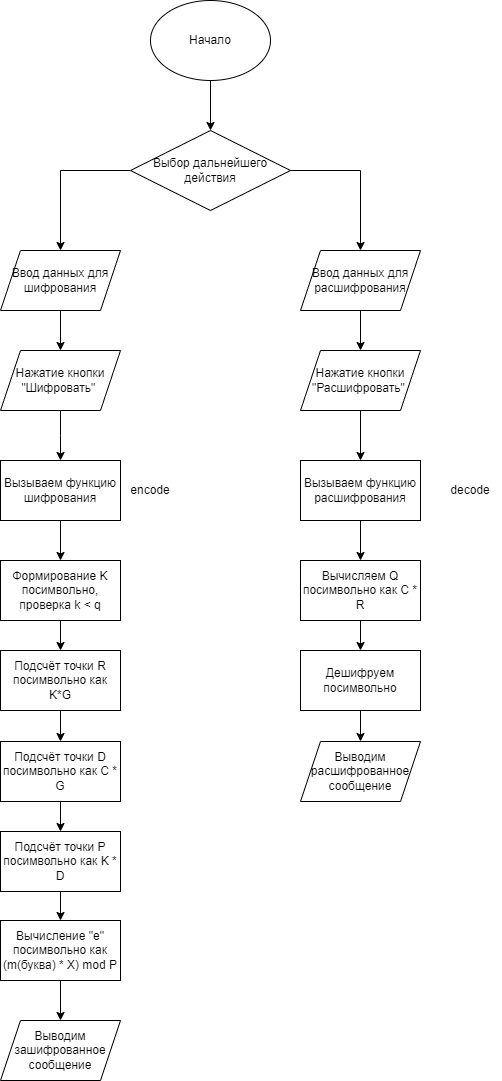 Начало
Выбор дальнейшего
действия
Ввод данных для
шифрования
Ввод данных для
расшифрования
Нажатие кнопки
"Шифровать"
Нажатие кнопки
"Расшифровать"
Вызываем функцию
шифрования
encode
Вызываем функцию
расшифрования
decode
Формирование K
посимвольно,
проверка k < q
Вычисляем Q
посимвольно как C *
R
Подсчёт точки R
посимвольно как
K*G
Дешифруем
посимвольно
Подсчёт точки D
посимвольно как C *
G
Выводим
расшифрованное
сообщение
Подсчёт точки P
посимвольно как K *
D
Вычисление "e"
посимвольно как
(m(буква) * X) mod P
Выводим
зашифрованное
сообщение